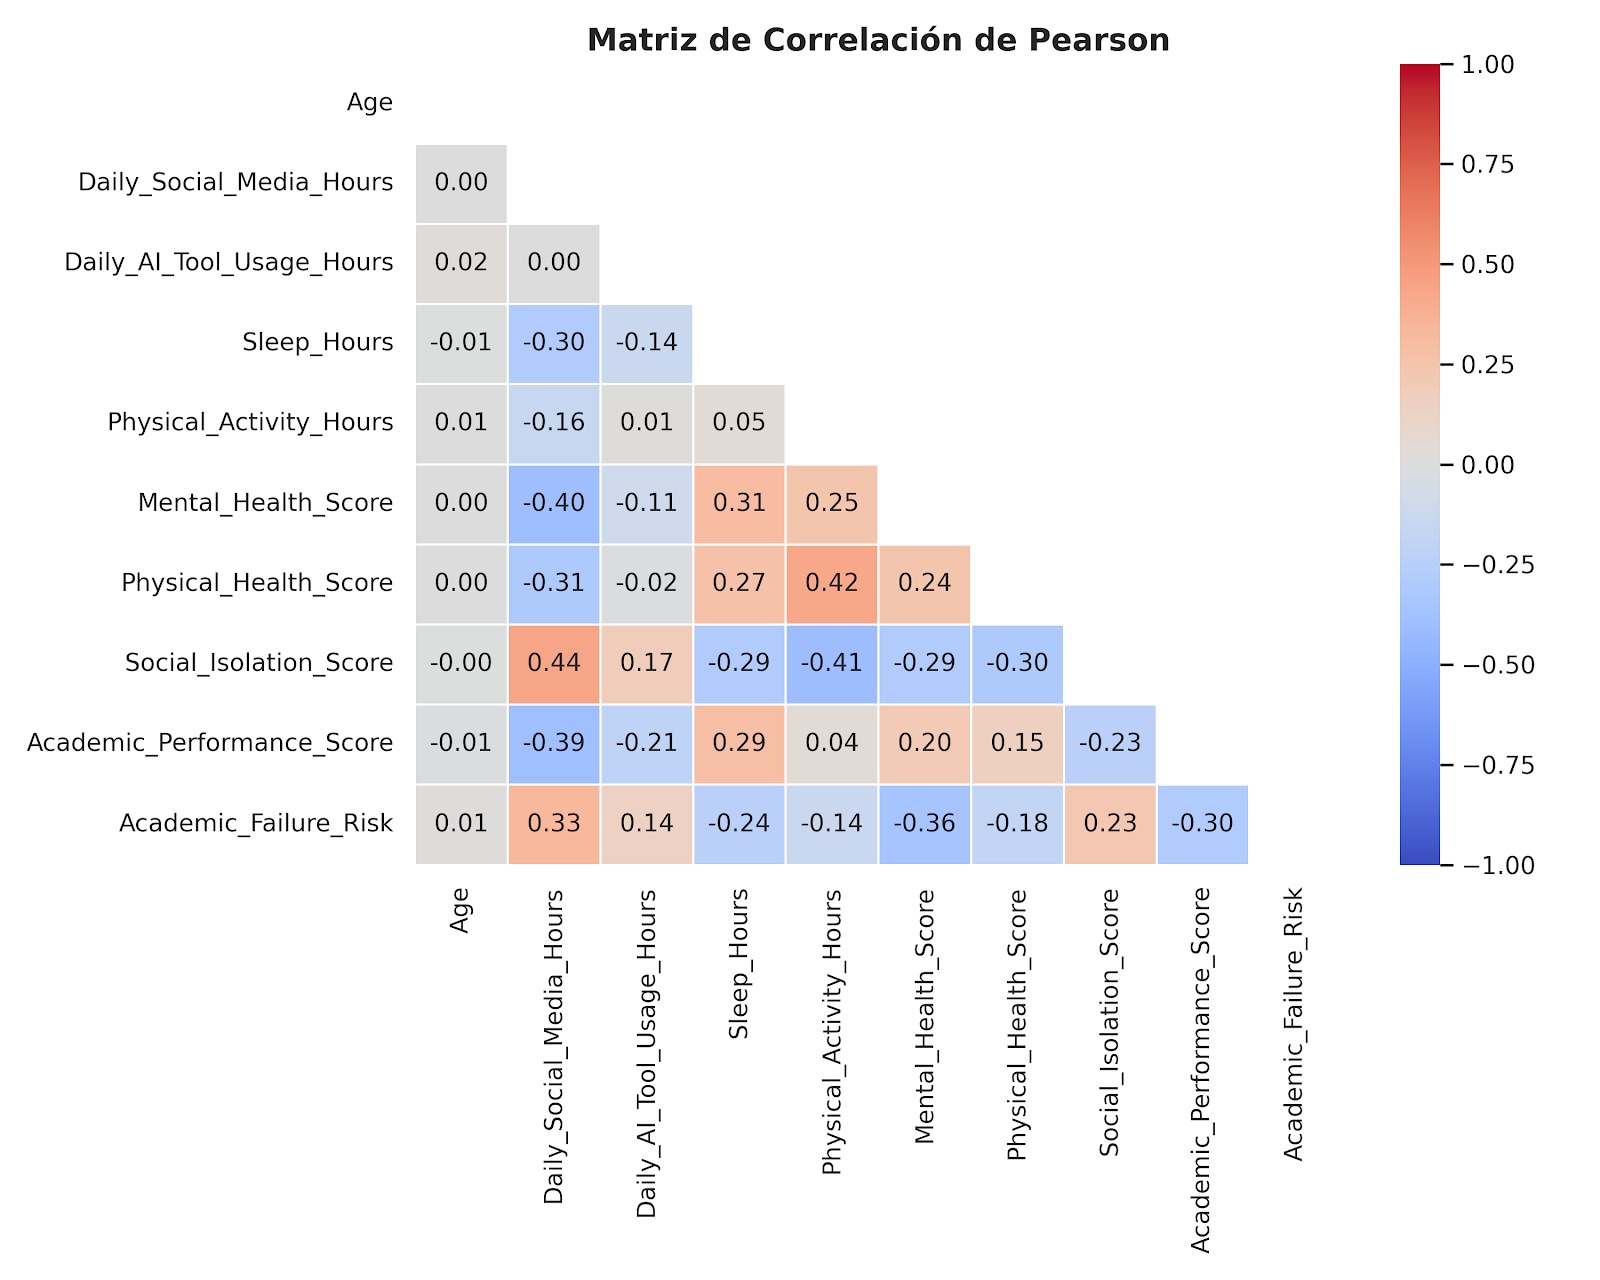 Matriz de Correlación de Pearson
Age
Daily_Social_Media_Hours 0.00
Daily_AI_Tool_Usage_Hours 0.02 0.00
Sleep_Hours -0.01 -0.30 -0.14
Physical_Activity_Hours 0.01 -0.16 0.01 0.05
Mental_Health_Score 0.00 -0.40 -0.11 0.31 0.25
Physical_Health_Score 0.00 -0.31 -0.02 0.27 0.42 0.24
Social_Isolation_Score -0.00 0.44 0.17 -0.29 -0.41 -0.29 -0.30
Academic_Performance_Score -0.01 -0.39 -0.21 0.29 0.04 0.20 0.15 -0.23
Academic_Failure_Risk 0.01 0.33 0.14 -0.24 -0.14 -0.36 -0.18 0.23 -0.30
Age
Daily_Social_Media_Hours
Daily_AI_Tool_Usage_Hours
Sleep_Hours
Physical_Activity_Hours
Mental_Health_Score
Physical_Health_Score
Social_Isolation_Score
Academic_Performance_Score
Academic_Failure_Risk
1.00
0.75
0.50
0.25
0.00
−0.25
−0.50
−0.75
−1.00